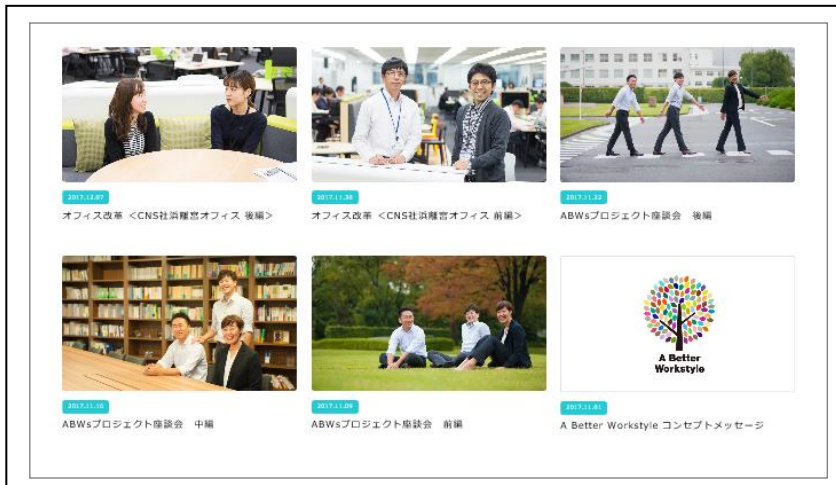 2017.12.07
オフィス改革 <CNS社浜離宮オフィス 後編>
2017.11.30
オフィス改革 <CNS社浜離宮オフィス 前編>
2017.11.22
ABWsプロジェクト座談会 後編
2017.11.16
ABWsプロジェクト座談会 中編
2017.11.09
ABWsプロジェクト座談会 前編
A Better
Workstyle
2017.11.01
A Better Workstyle コンセプトメッセージ